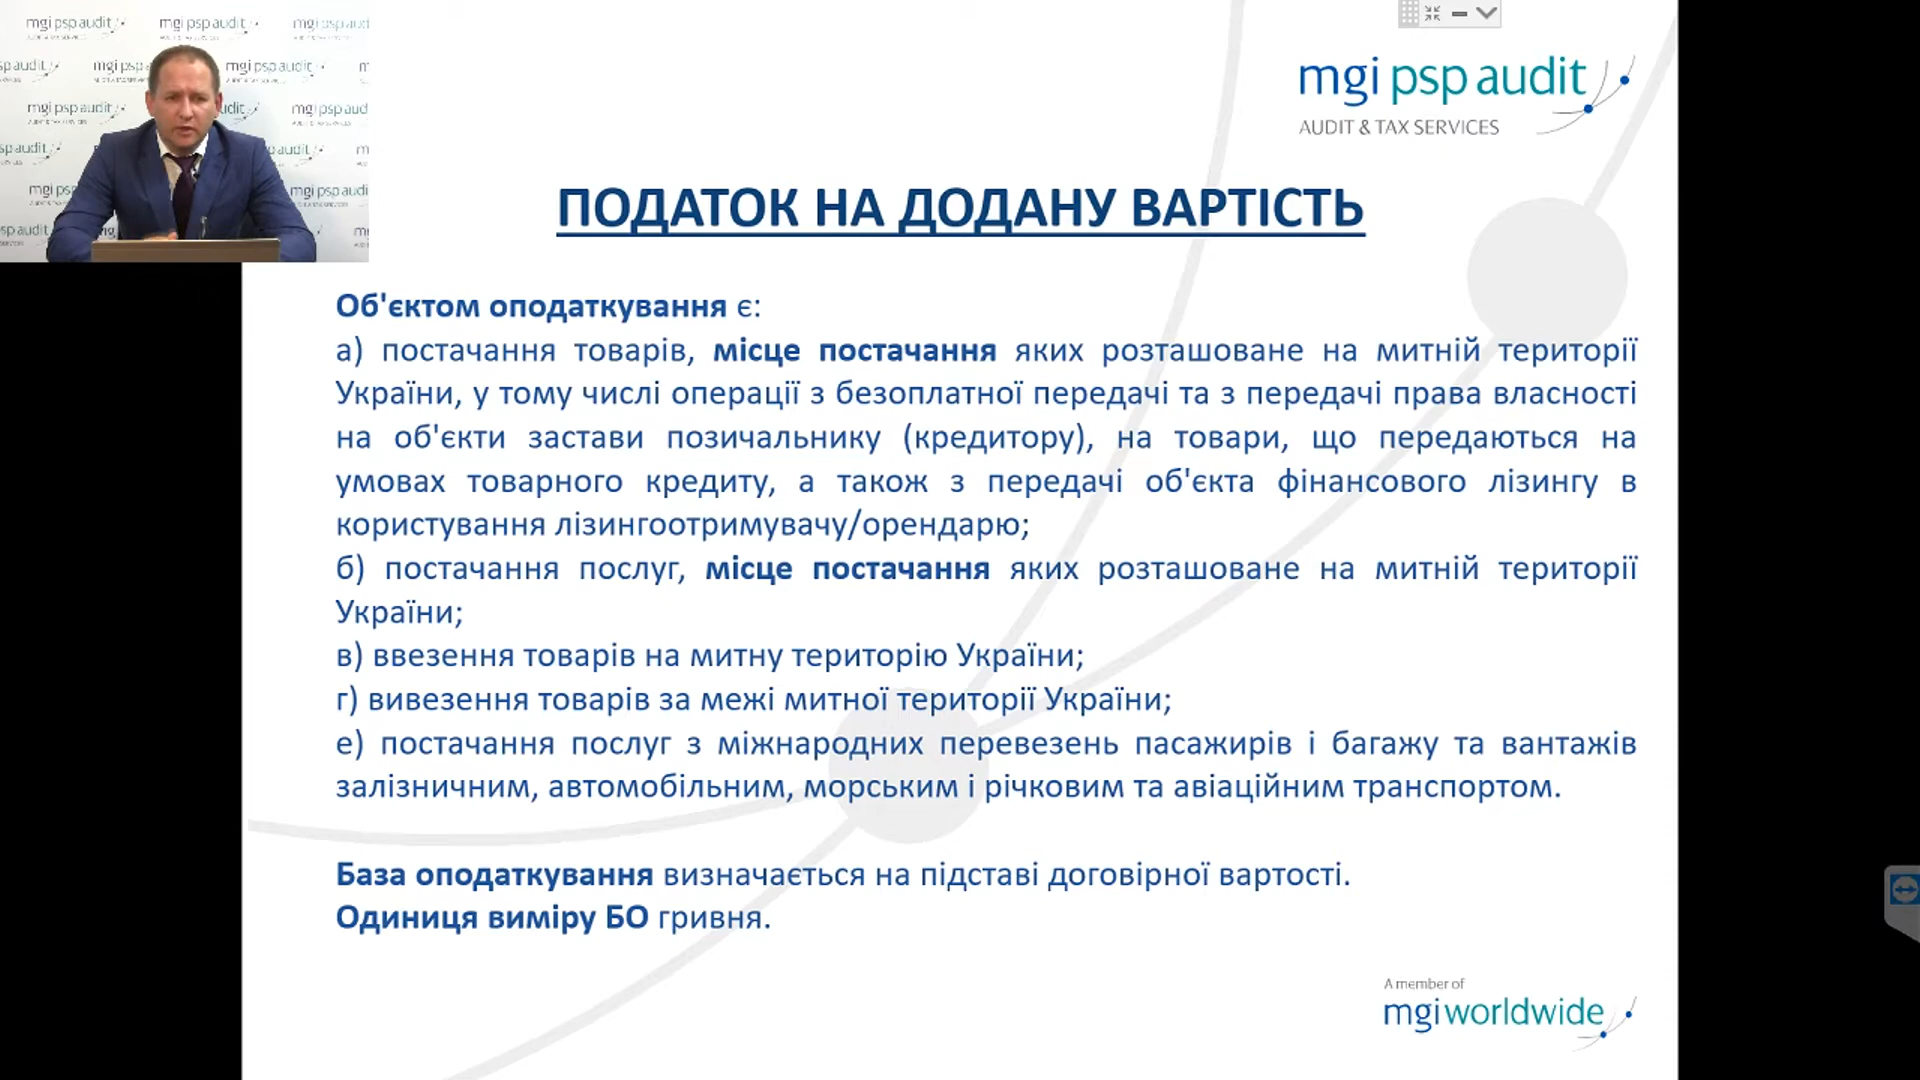 mgi psp audit
AUDIT & TAX SERVICES
ПОДАТОК НА ДОДАНУ ВАРТІСТЬ
Об'єктом оподаткування є:
а) постачання товарів, місце постачання яких розташоване на митній території
України, у тому числі операції з безоплатної передачі та з передачі права власності
на об'єкти застави позичальнику (кредитору), на товари, що передаються на
умовах товарного кредиту, а також з передачі об'єкта фінансового лізингу в
користування лізингоотримувачу/орендарю;
б) постачання послуг, місце постачання яких розташоване на митній території
України;
в) ввезення товарів на митну територію України;
г) вивезення товарів за межі митної території України;
е) постачання послуг з міжнародних перевезень пасажирів і багажу та вантажів
залізничним, автомобільним, морським і річковим та авіаційним транспортом.
База оподаткування визначається на підставі договірної вартості.
Одиниця виміру БО гривня.
A member of
mgi worldwide